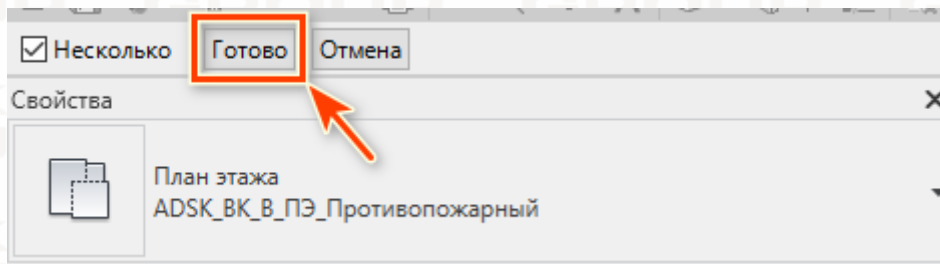 Несколько Готово Отмена
Свойства
План этажа
ADSK_ВК_В_ПЭ_Противопожарный